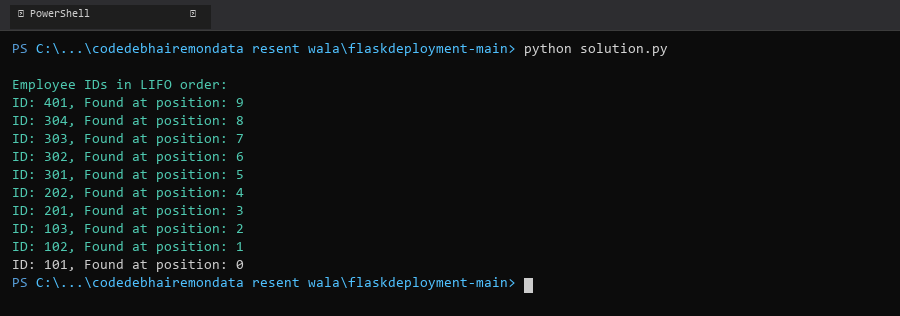 PowerShell
PS C:\...\codedebhairemondata resent wala\flaskdeployment-main> python solution.py
Employee IDs in LIFO order:
ID: 401, Found at position: 9
ID: 304, Found at position: 8
ID: 303, Found at position: 7
ID: 302, Found at position: 6
ID: 301, Found at position: 5
ID: 202, Found at position: 4
ID: 201, Found at position: 3
ID: 103, Found at position: 2
ID: 102, Found at position: 1
ID: 101, Found at position: 0
PS C:\...\codedebhairemondata resent wala\flaskdeployment-main>